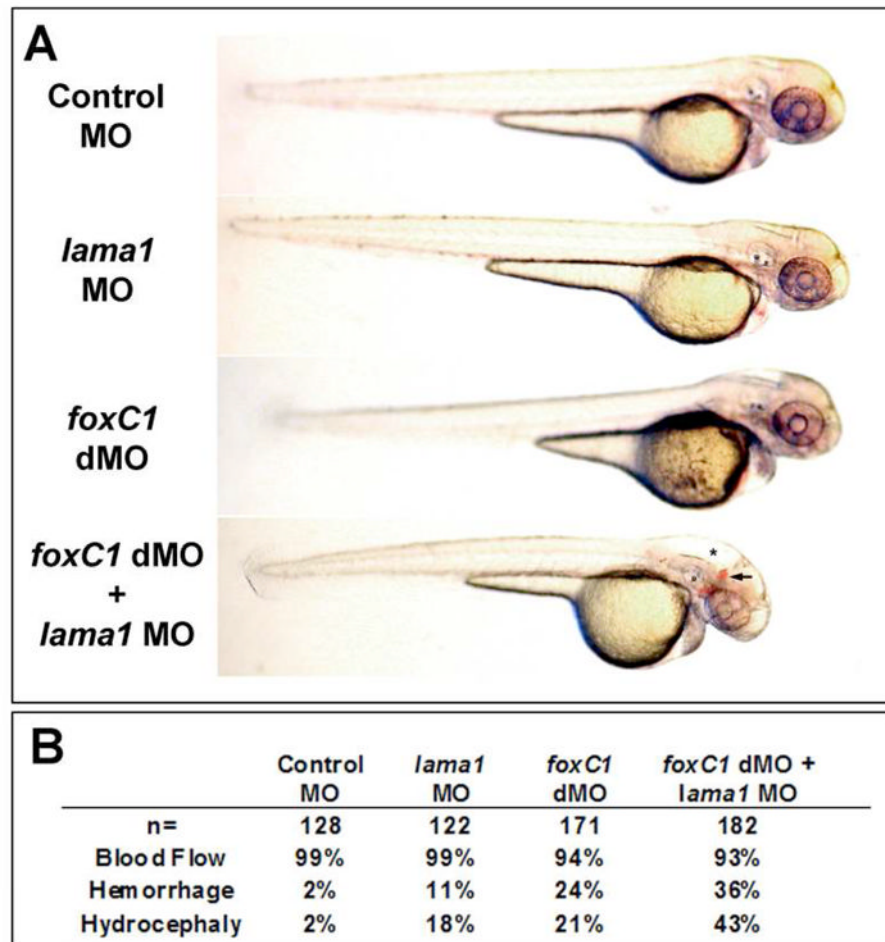 A
Control
MO
lama1
MO
foxC1
dMO
foxC1 dMO
+
lama1 MO
*
B
Control lama1 foxC1 foxC1 dMO +
MO MO dMO lama1 MO
n= 128 122 171 182
Blood Flow 99% 99% 94% 93%
Hemorrhage 2% 11% 24% 36%
Hydrocephaly 2% 18% 21% 43%